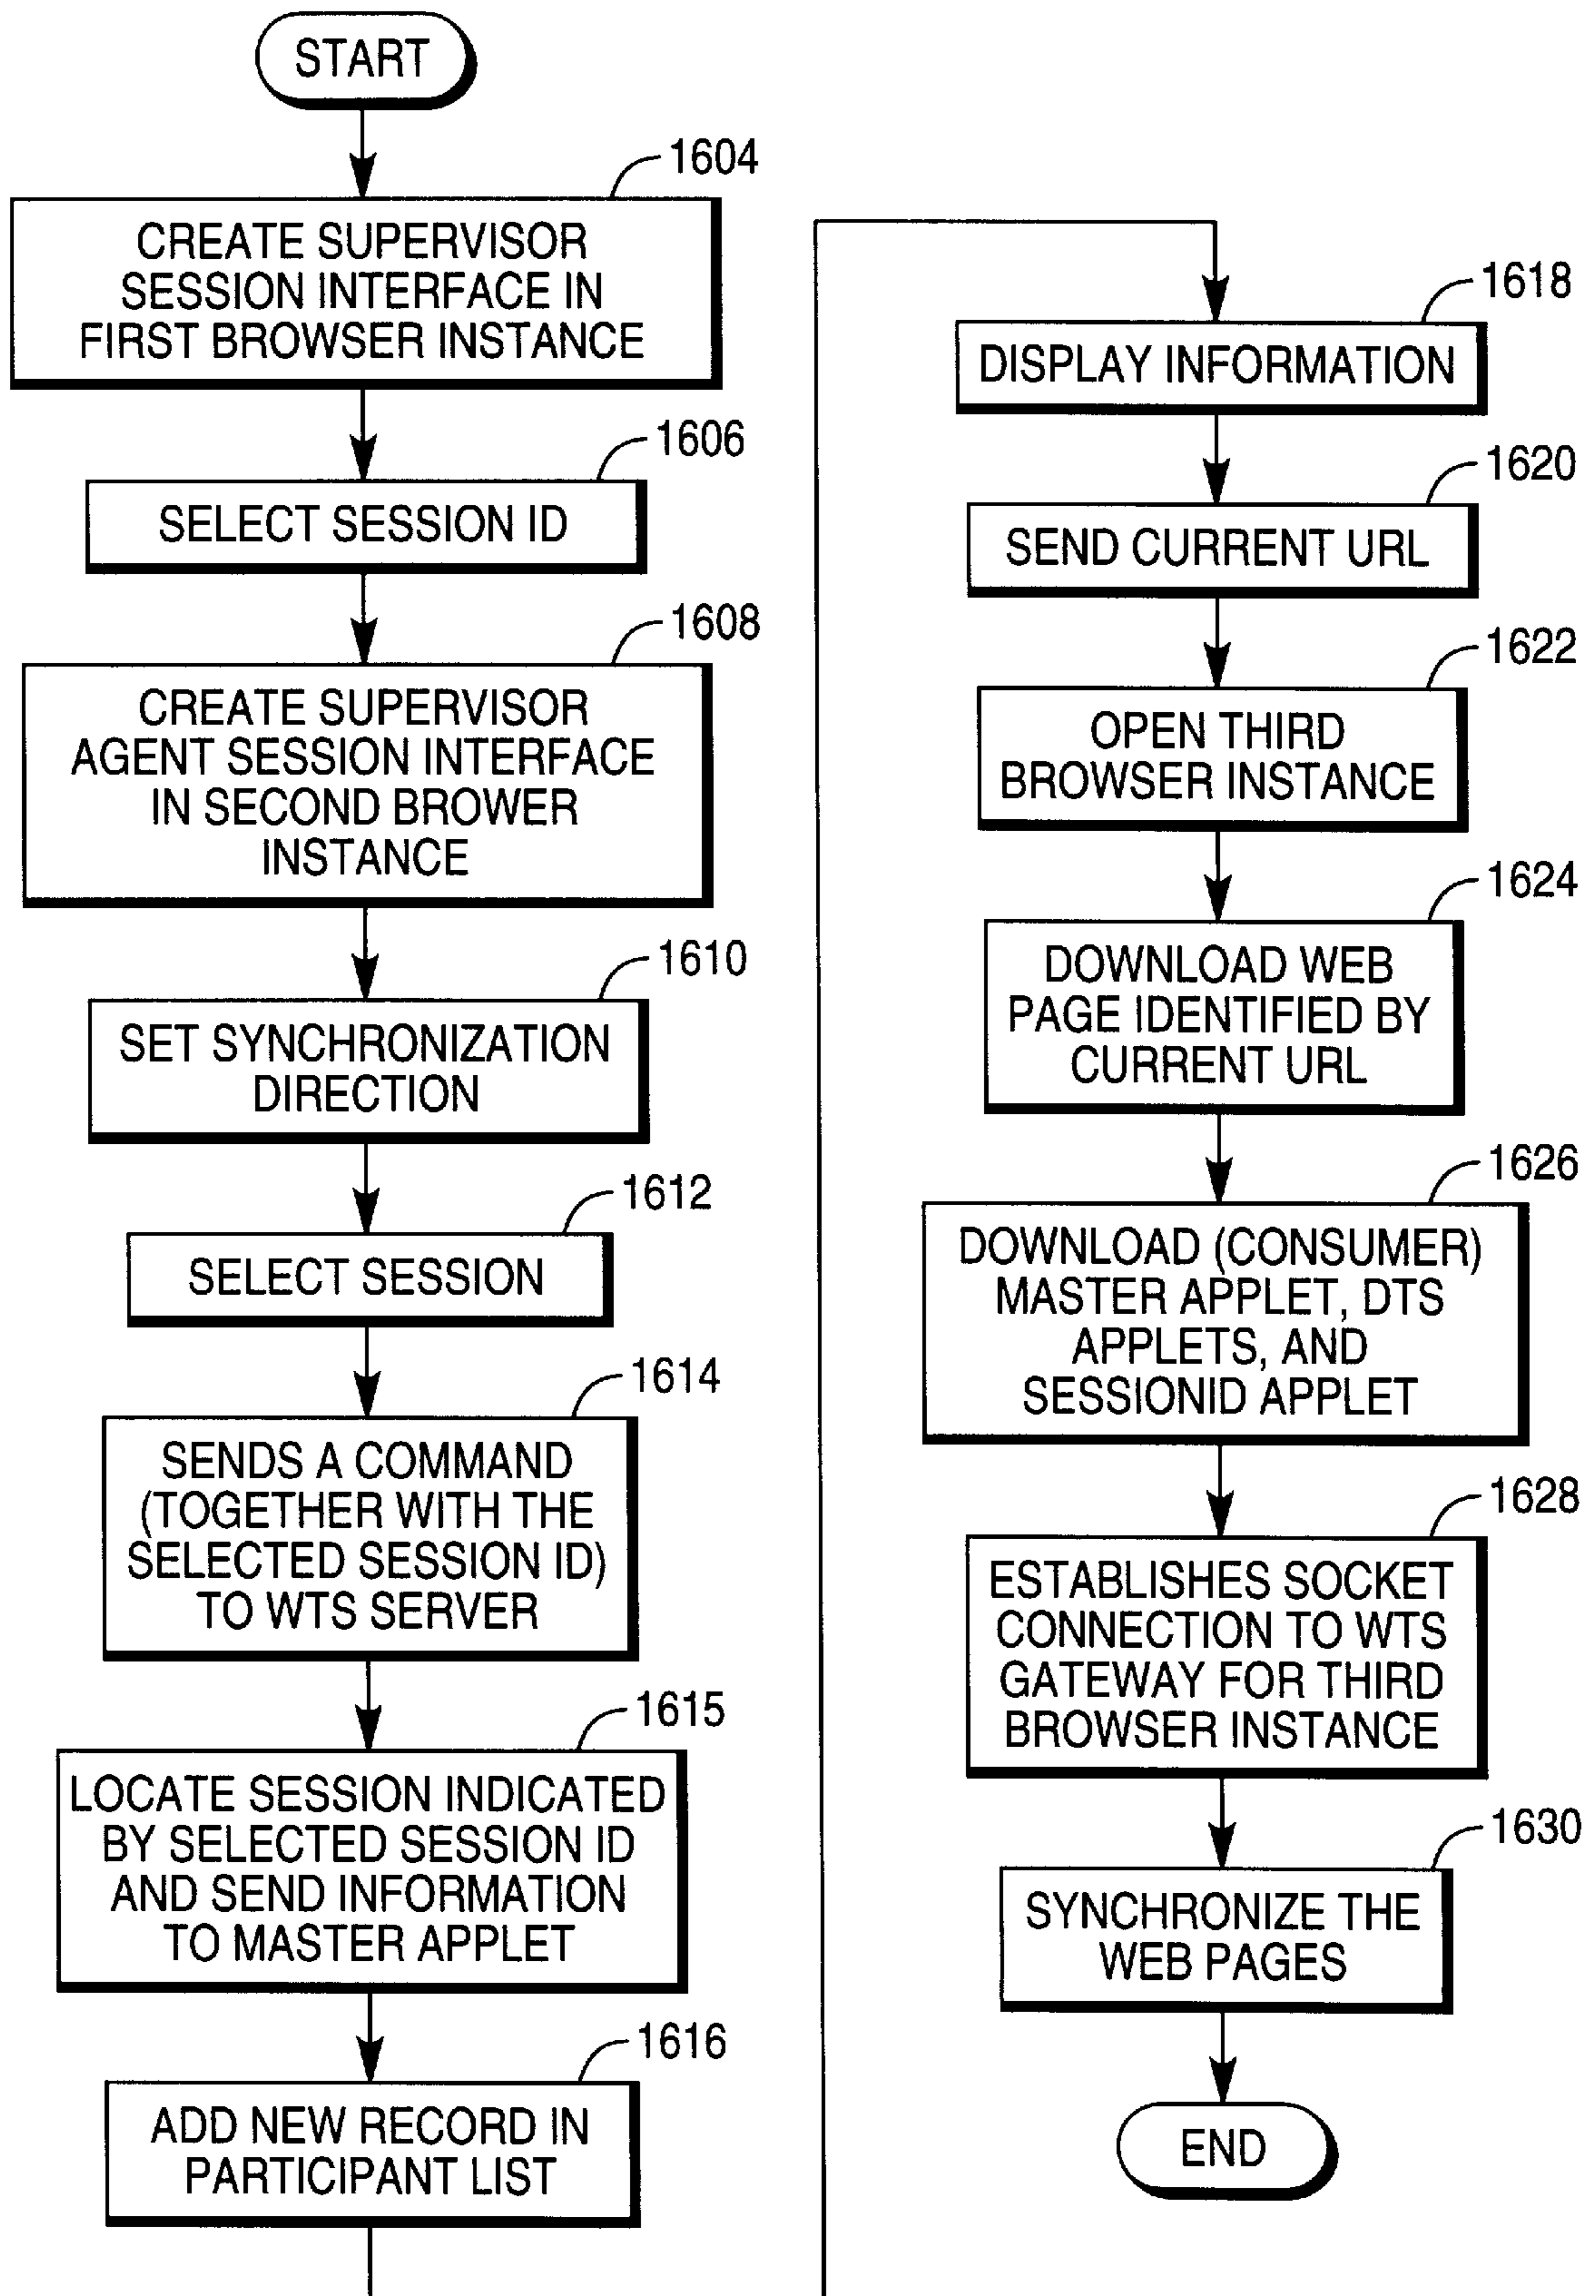 START
1604
CREATE SUPERVISOR
SESSION INTERFACE IN
FIRST BROWSER INSTANCE
1606
SELECT SESSION ID
1608
CREATE SUPERVISOR
AGENT SESSION INTERFACE
IN SECOND BROWER
INSTANCE
1610
SET SYNCHRONIZATION
DIRECTION
1612
SELECT SESSION
1614
SENDS A COMMAND
(TOGETHER WITH THE
SELECTED SESSION ID)
TO WTS SERVER
1615
LOCATE SESSION INDICATED
BY SELECTED SESSION ID
AND SEND INFORMATION
TO MASTER APPLET
1616
ADD NEW RECORD IN
PARTICIPANT LIST
1618
DISPLAY INFORMATION
1620
SEND CURRENT URL
1622
OPEN THIRD
BROWSER INSTANCE
1624
DOWNLOAD WEB
PAGE IDENTIFIED BY
CURRENT URL
1626
DOWNLOAD (CONSUMER)
MASTER APPLET, DTS
APPLETS, AND
SESSIONID APPLET
1628
ESTABLISHES SOCKET
CONNECTION TO WTS
GATEWAY FOR THIRD
BROWSER INSTANCE
1630
SYNCHRONIZE THE
WEB PAGES
END